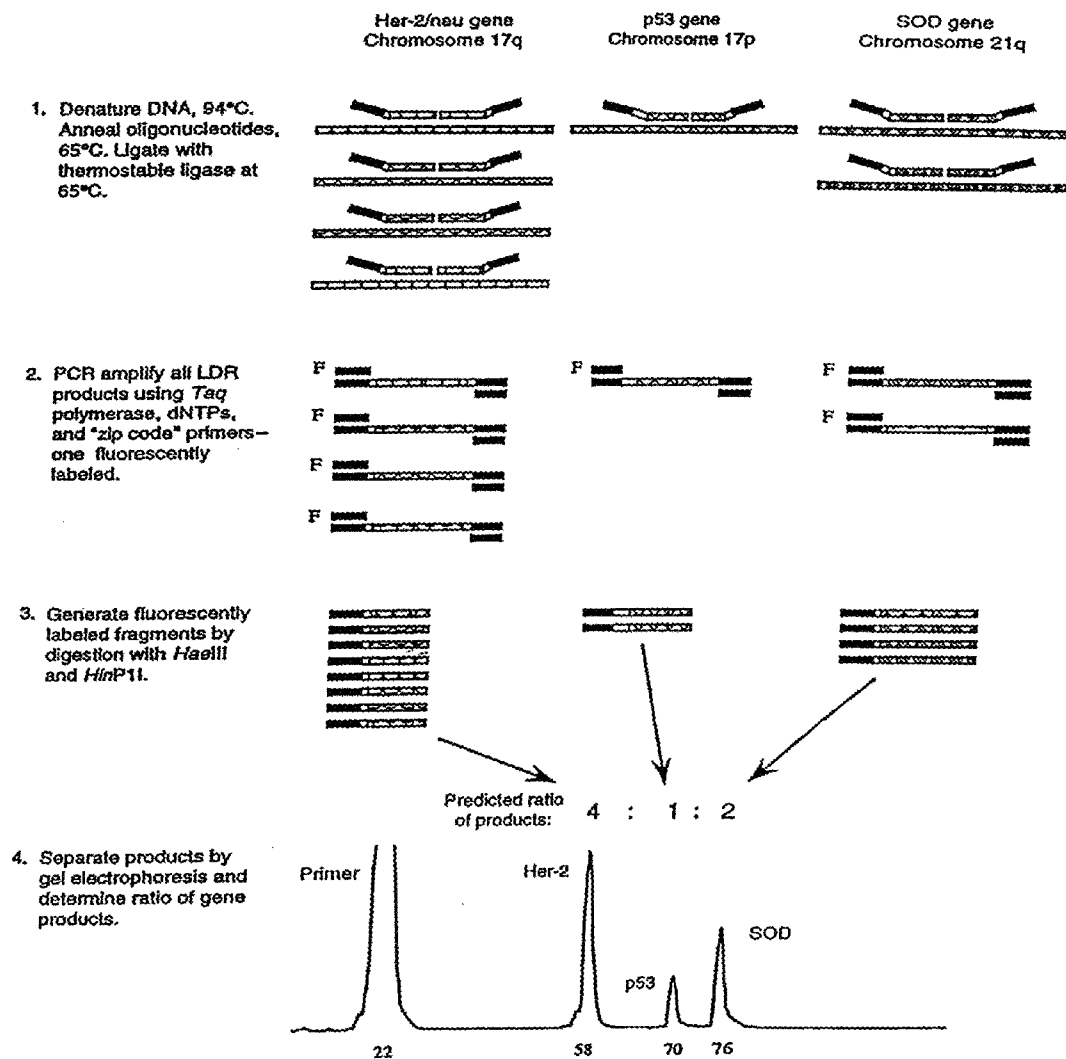 Her-2/neu gene
Chromosome 17q
p53 gene
Chromosome 17p
SOD gene
Chromosome 21q
1. Denature DNA, 94°C.
Anneal oligonucleotides,
65°C. Ligate with
thermostable ligase at
65°C.
2. PCR amplify all LDR
products using Taq
polymerase, dNTPs,
and "zip code" primers—
one fluorescently
labeled.
F
F
F
F
F
F
F
3. Generate fluorescently
labeled fragments by
digestion with HaeIII
and HinP1I.
Predicted ratio
of products:
4 : 1 : 2
4. Separate products by
gel electrophoresis and
determine ratio of gene
products.
Primer
Her-2
p53
SOD
22
58
70
76